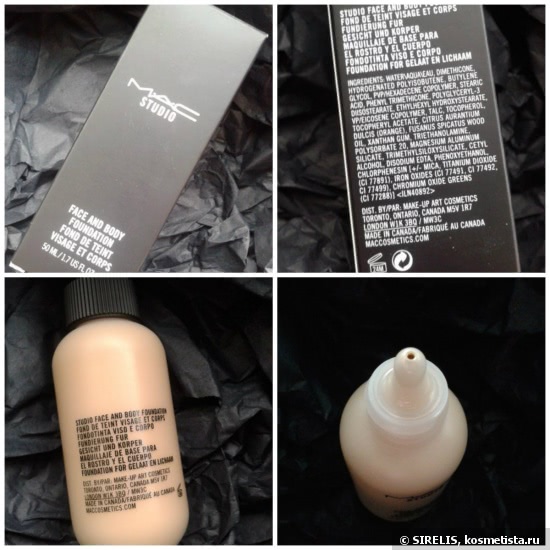 MAC
STUDIO
FACE AND BODY
FOUNDATION
FOND DE TEINT
VISAGE ET CORPS
50 ML/1.7 US FL OZ
STUDIO FACE AND BODY FOUNDATION
FOND DE TEINT VISAGE ET CORPS
FONDOTINTA VISO E CORPO
FUNDIERUNG FUR
GESICHT UND KORPER
MAQUILLAJE DE BASE PARA
EL ROSTRO Y EL CUERPO
FOUNDATION FOR GELAAT EN LICHAAM
INGREDIENTS: WATER\AQUA\EAU, DIMETHICONE,
HYDROGENATED POLYISOBUTENE, BUTYLENE
GLYCOL, PVP/HEXADECENE COPOLYMER, STEARIC
ACID, PHENYL TRIMETHICONE, POLYGLYCERYL-3
DIISOSTEARATE, ETHYLHEXYL HYDROXYSTEARATE,
VP/EICOSENE COPOLYMER, TALC, TOCOPHEROL,
TOCOPHERYL ACETATE, CITRUS AURANTIUM
DULCIS (ORANGE), FUSANUS SPICATUS WOOD
OIL, XANTHAN GUM, TRIETHANOLAMINE,
POLYSORBATE 20, MAGNESIUM ALUMINUM
SILICATE, TRIMETHYLSILOXYSILICATE, CETYL
ALCOHOL, DISODIUM EDTA, PHENOXYETHANOL,
CHLORPHENESIN [+/- MICA, TITANIUM DIOXIDE
(CI 77891), IRON OXIDES (CI 77491, CI 77492,
CI 77499), CHROMIUM OXIDE GREENS
(CI 77288)] <ILN40892>
DIST. BY/PAR: MAKE-UP ART COSMETICS
TORONTO, ONTARIO, CANADA M5V 1R7
LONDON W1K 3BQ / MW3C
MADE IN CANADA/FABRIQUÉ AU CANADA
MACCOSMETICS.COM
24M
STUDIO FACE AND BODY FOUNDATION
FOND DE TEINT VISAGE ET CORPS
FONDOTINTA VISO E CORPO
FUNDIERUNG FUR
GESICHT UND KORPER
MAQUILLAJE DE BASE PARA
EL ROSTRO Y EL CUERPO
FOUNDATION FOR GELAAT EN LICHAAM
DIST. BY/PAR: MAKE-UP ART COSMETICS
TORONTO, ONTARIO, CANADA M5V 1R7
LONDON W1K 3BQ / MW3C
MADE IN CANADA/FABRIQUÉ AU CANADA
MACCOSMETICS.COM
© SIRELIS, kosmetista.ru